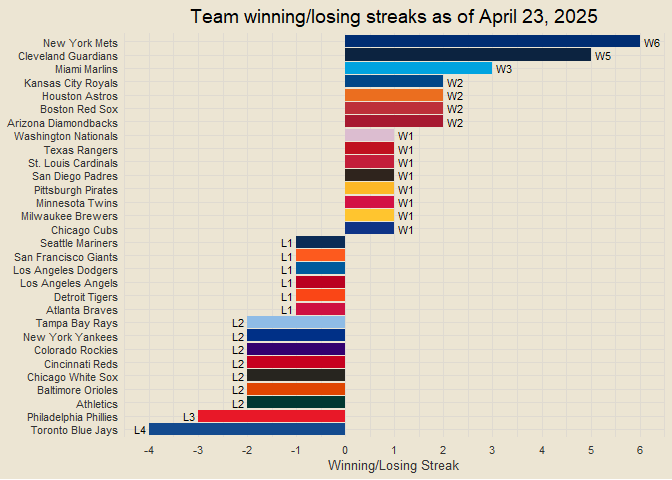 Team winning/losing streaks as of April 23, 2025
New York Mets W6
Cleveland Guardians W5
Miami Marlins W3
Kansas City Royals W2
Houston Astros W2
Boston Red Sox W2
Arizona Diamondbacks W2
Washington Nationals W1
Texas Rangers W1
St. Louis Cardinals W1
San Diego Padres W1
Pittsburgh Pirates W1
Minnesota Twins W1
Milwaukee Brewers W1
Chicago Cubs W1
Seattle Mariners L1
San Francisco Giants L1
Los Angeles Dodgers L1
Los Angeles Angels L1
Detroit Tigers L1
Atlanta Braves L1
Tampa Bay Rays L2
New York Yankees L2
Colorado Rockies L2
Cincinnati Reds L2
Chicago White Sox L2
Baltimore Orioles L2
Athletics L2
Philadelphia Phillies L3
Toronto Blue Jays L4
-4 -3 -2 -1 0 1 2 3 4 5 6
Winning/Losing Streak